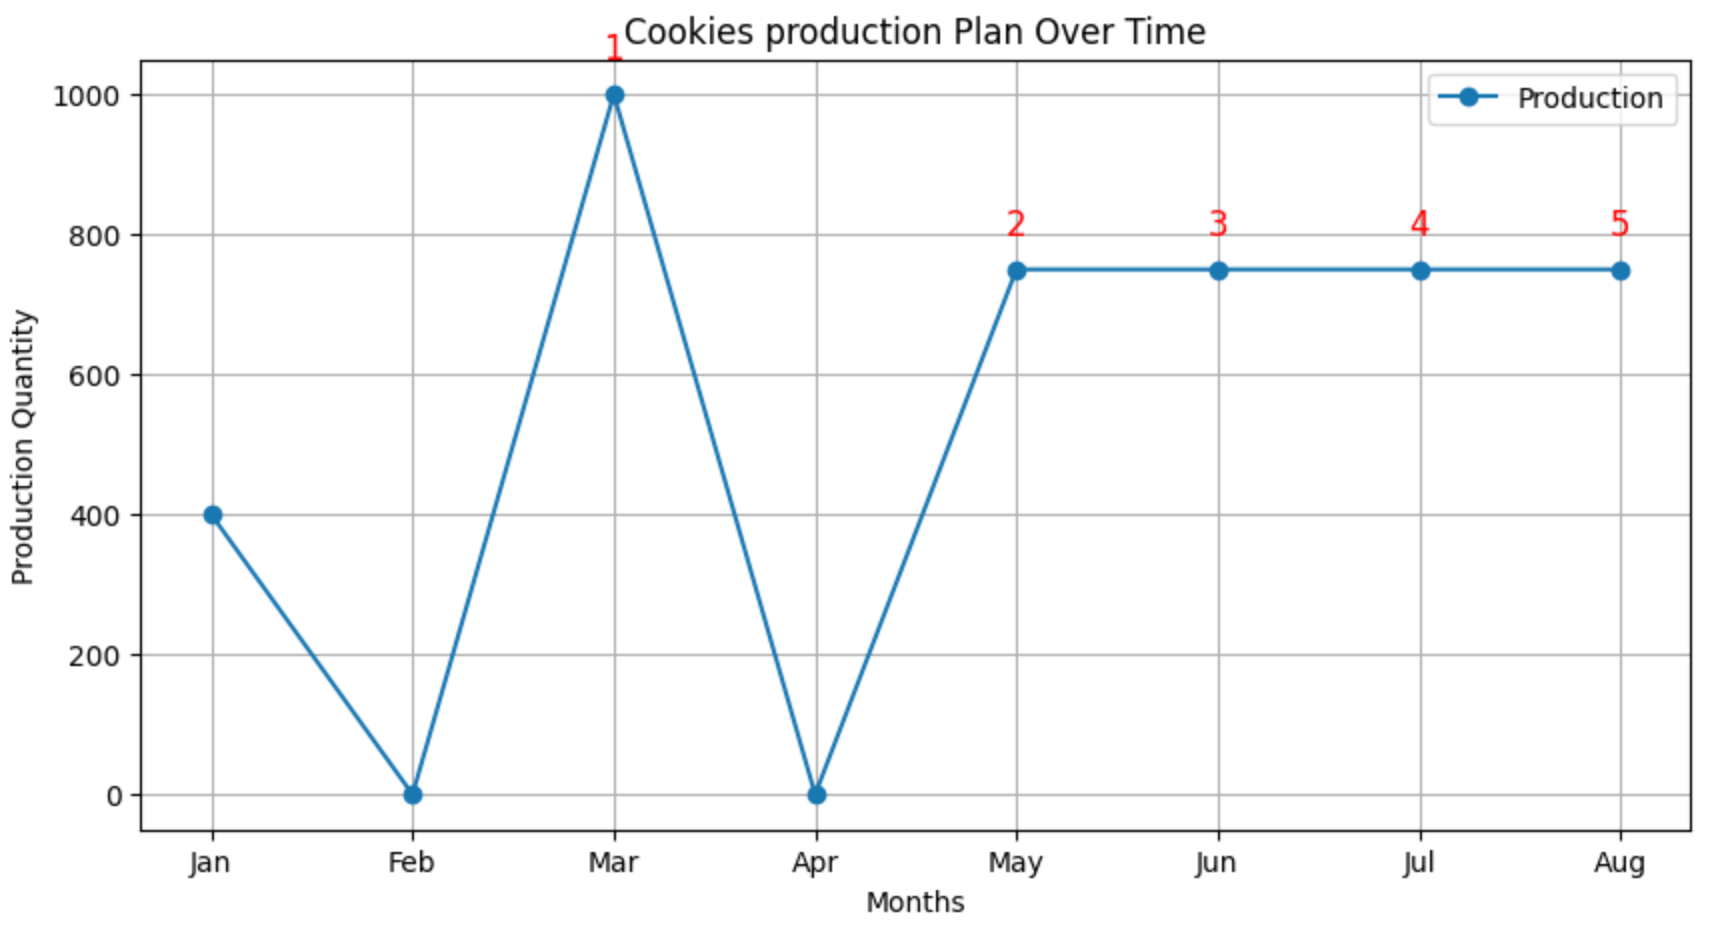 Cookies production Plan Over Time
1
1000
Production
800
2
3
4
5
600
400
200
0
Production Quantity
Jan
Feb
Mar
Apr
May
Jun
Jul
Aug
Months